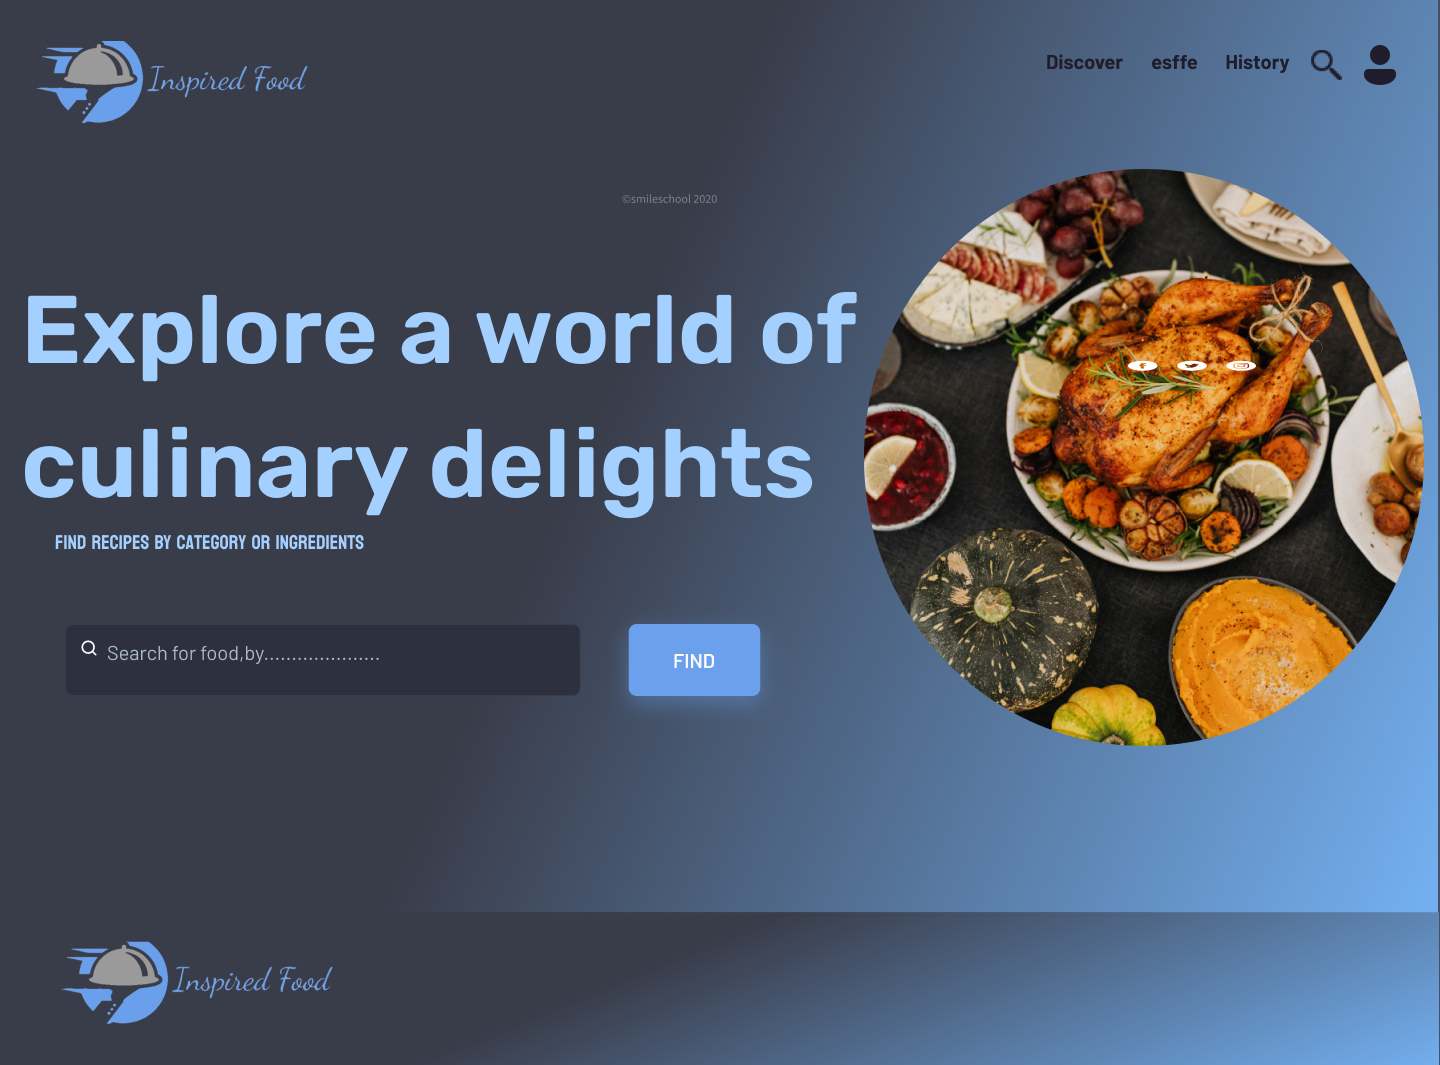 Inspired Food
Discover esffe History
©smileschool 2020
Explore a world of
culinary delights
FIND RECIPES BY CATEGORY OR INGREDIENTS
Search for food,by.....................
FIND
Inspired Food